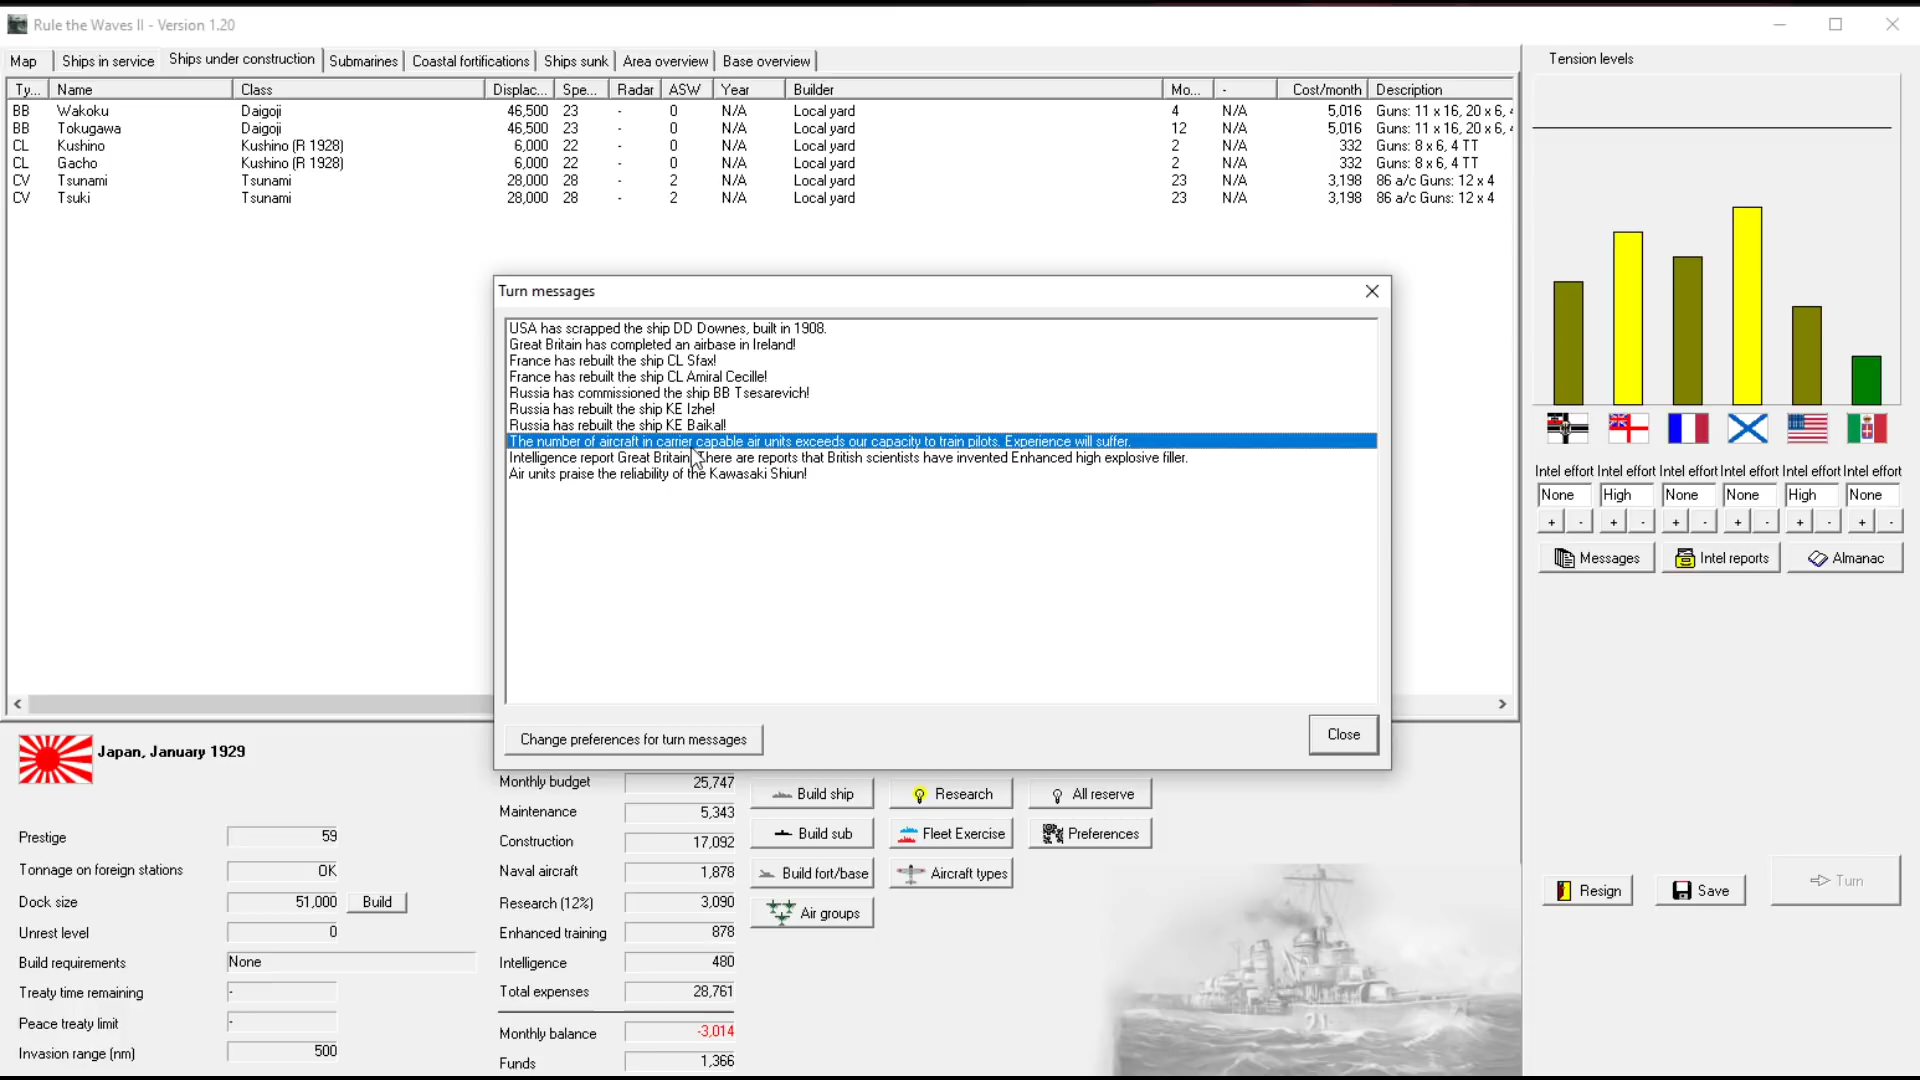 Rule the Waves II - Version 1.20
Map Ships in service Ships under construction Submarines Coastal fortifications Ships sunk Area overview Base overview
Ty... Name Class Displac... Spe... Radar ASW Year Builder Mo... - Cost/month Description
BB Wakoku Daigoji 46,500 23 - 0 N/A Local yard 4 N/A 5,016 Guns: 11 x 16, 20 x 6,
BB Tokugawa Daigoji 46,500 23 - 0 N/A Local yard 12 N/A 5,016 Guns: 11 x 16, 20 x 6,
CL Kushino Kushino (R 1928) 6,000 22 - 0 N/A Local yard 2 N/A 332 Guns: 8 x 6, 4 TT
CL Gacho Kushino (R 1928) 6,000 22 - 0 N/A Local yard 2 N/A 332 Guns: 8 x 6, 4 TT
CV Tsunami Tsunami 28,000 28 - 2 N/A Local yard 23 N/A 3,198 86 a/c Guns: 12 x 4
CV Tsuki Tsunami 28,000 28 - 2 N/A Local yard 23 N/A 3,198 86 a/c Guns: 12 x 4
Turn messages
USA has scrapped the ship DD Downes, built in 1908.
Great Britain has completed an airbase in Ireland!
France has rebuilt the ship CL Sfax!
France has rebuilt the ship CL Amiral Cecille!
Russia has commissioned the ship BB Tsesarevich!
Russia has rebuilt the ship KE Izhe!
Russia has rebuilt the ship KE Baikal!
The number of aircraft in carrier capable air units exceeds our capacity to train pilots. Experience will suffer.
Intelligence report Great Britain: There are reports that British scientists have invented Enhanced high explosive filler.
Air units praise the reliability of the Kawasaki Shiun!
Change preferences for turn messages
Close
Tension levels
Intel effort Intel effort Intel effort Intel effort Intel effort Intel effort
None High None None High None
+ - + - + - + - + - + -
Messages Intel reports Almanac
Resign Save Turn
Japan, January 1929
Prestige 59
Tonnage on foreign stations OK
Dock size 51,000 Build
Unrest level 0
Build requirements None
Treaty time remaining -
Peace treaty limit -
Invasion range (nm) 500
Monthly budget 25,747
Maintenance 5,343
Construction 17,092
Naval aircraft 1,878
Research (12%) 3,090
Enhanced training 878
Intelligence 480
Total expenses 28,761
Monthly balance -3,014
Funds 1,366
Build ship Research All reserve
Build sub Fleet Exercise Preferences
Build fort/base Aircraft types
Air groups